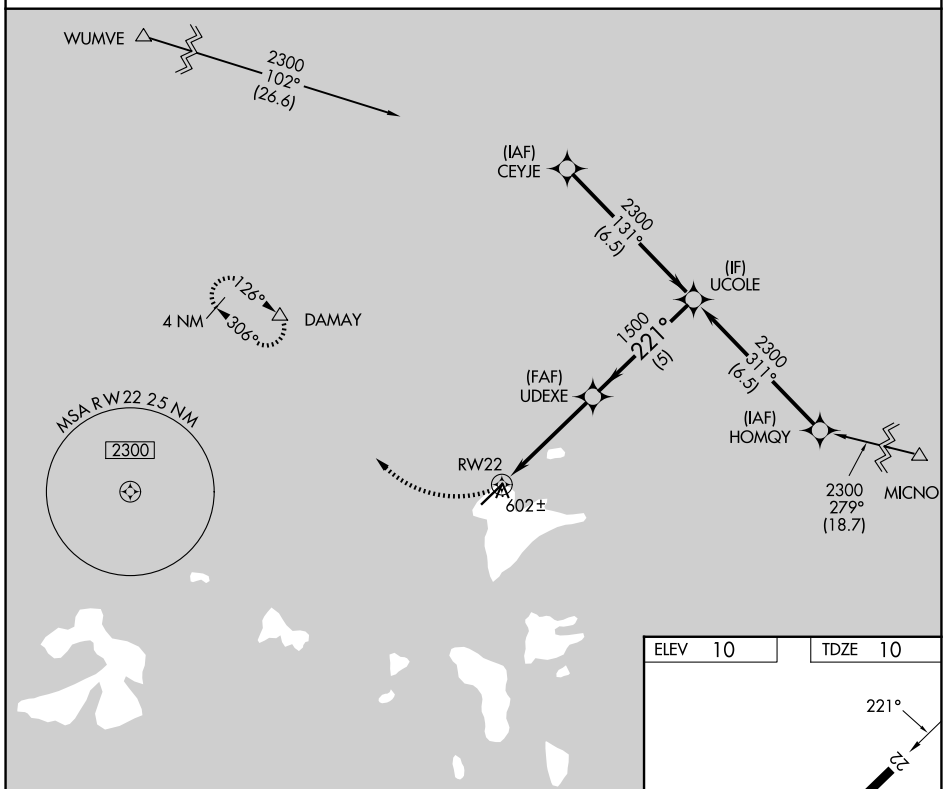 WUMVE
2300
102°
(26.6)
(IAF)
CEYJE
2300
131°
(6.5)
(IF)
UCOLE
126°
4 NM
306°
DAMAY
1500
221°
(5)
2300
311°
(6.5)
(FAF)
UDEXE
(IAF)
HOMQY
MSA RW22 25 NM
2300
RW22
602±
2300
279°
(18.7)
MICNO
ELEV 10
TDZE 10
221°
22